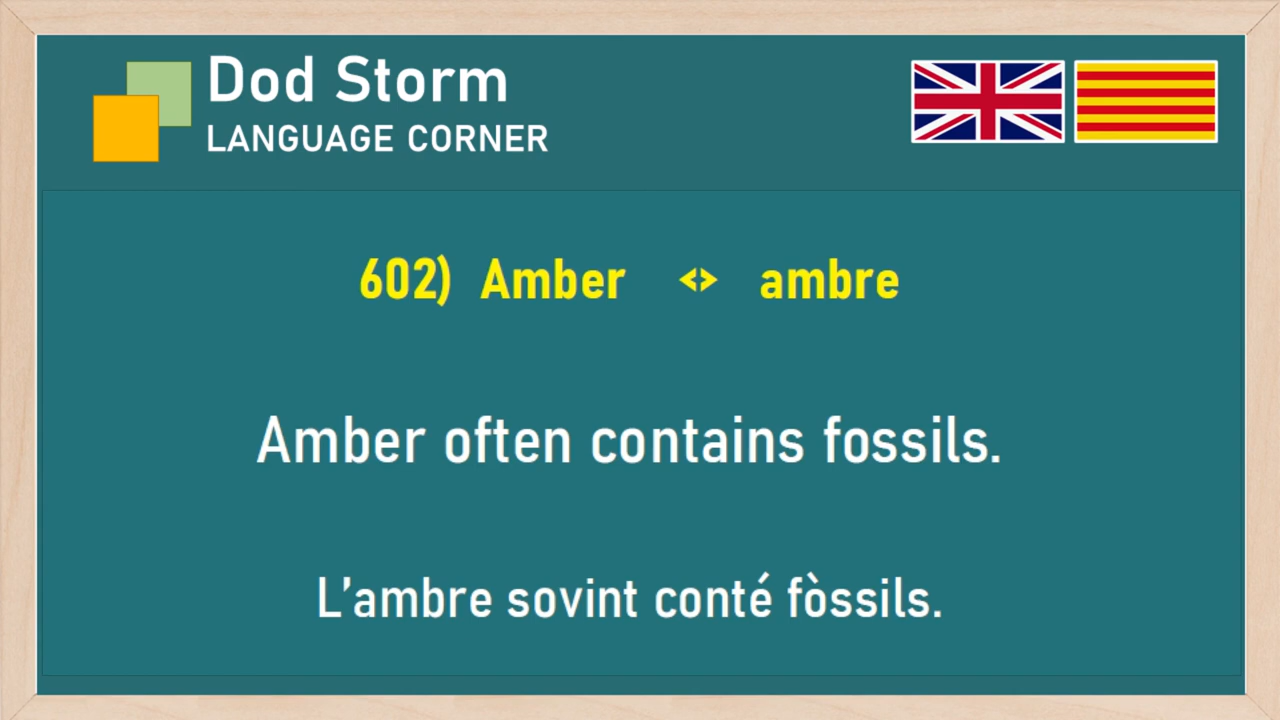 Dod Storm
LANGUAGE CORNER
602) Amber <> ambre
Amber often contains fossils.
L’ambre sovint conté fòssils.